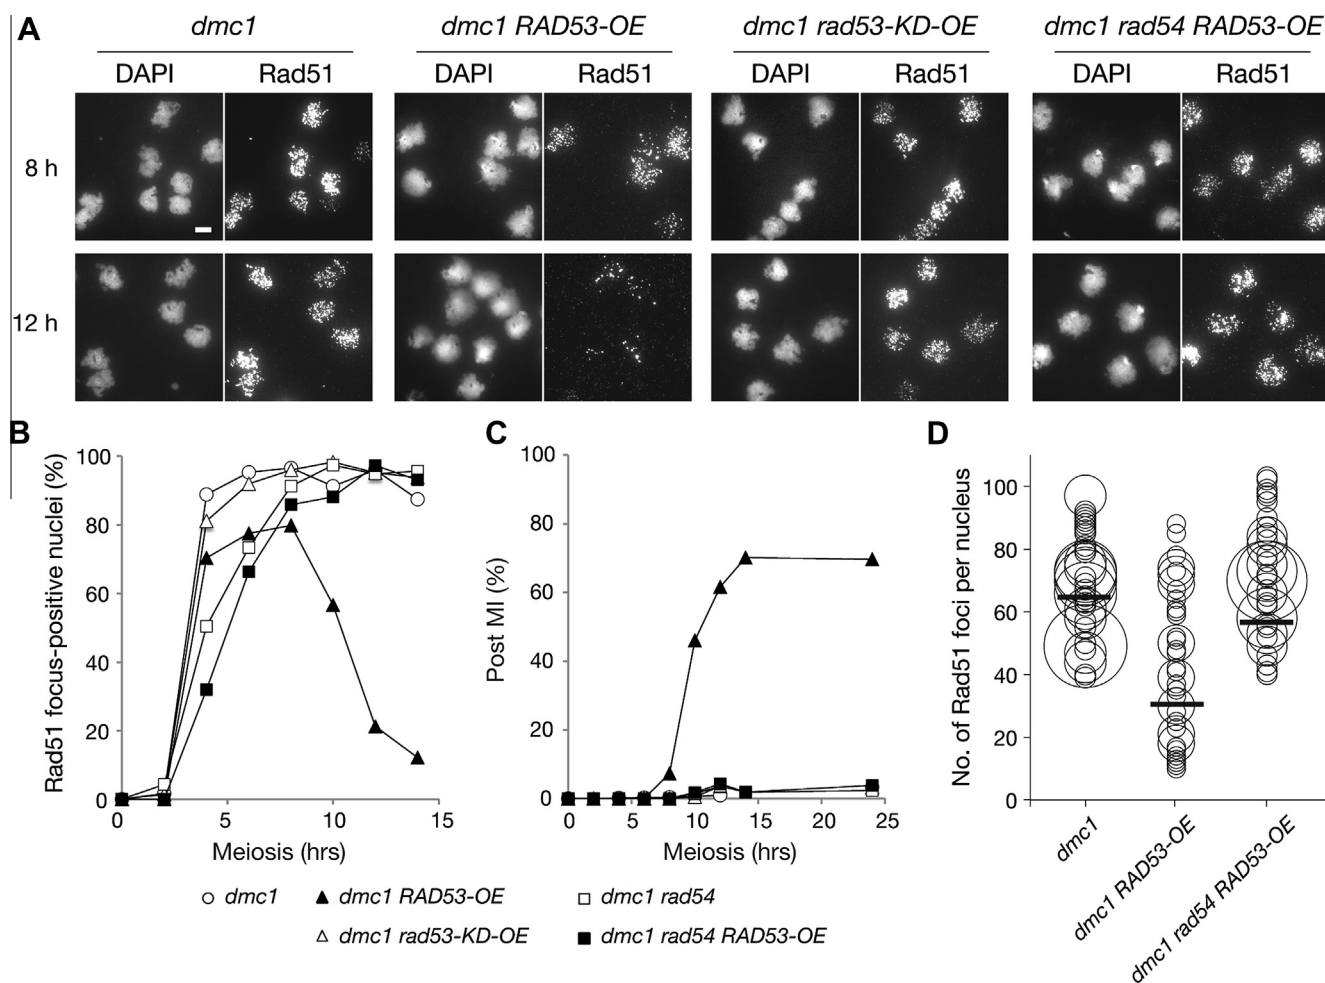 A
dmc1 dmc1 RAD53-OE dmc1 rad53-KD-OE dmc1 rad54 RAD53-OE
DAPI Rad51 DAPI Rad51 DAPI Rad51 DAPI Rad51
8 h
12 h
B
Rad51 focus-positive nuclei (%)
100
80
60
40
20
0
0 5 10 15
Meiosis (hrs)
C
Post MI (%)
100
80
60
40
20
0
0 5 10 15 20 25
Meiosis (hrs)
dmc1 dmc1 RAD53-OE dmc1 rad54
dmc1 rad53-KD-OE dmc1 rad54 RAD53-OE
D
No. of Rad51 foci per nucleus
100
80
60
40
20
0
dmc1
dmc1 RAD53-OE
dmc1 rad54 RAD53-OE